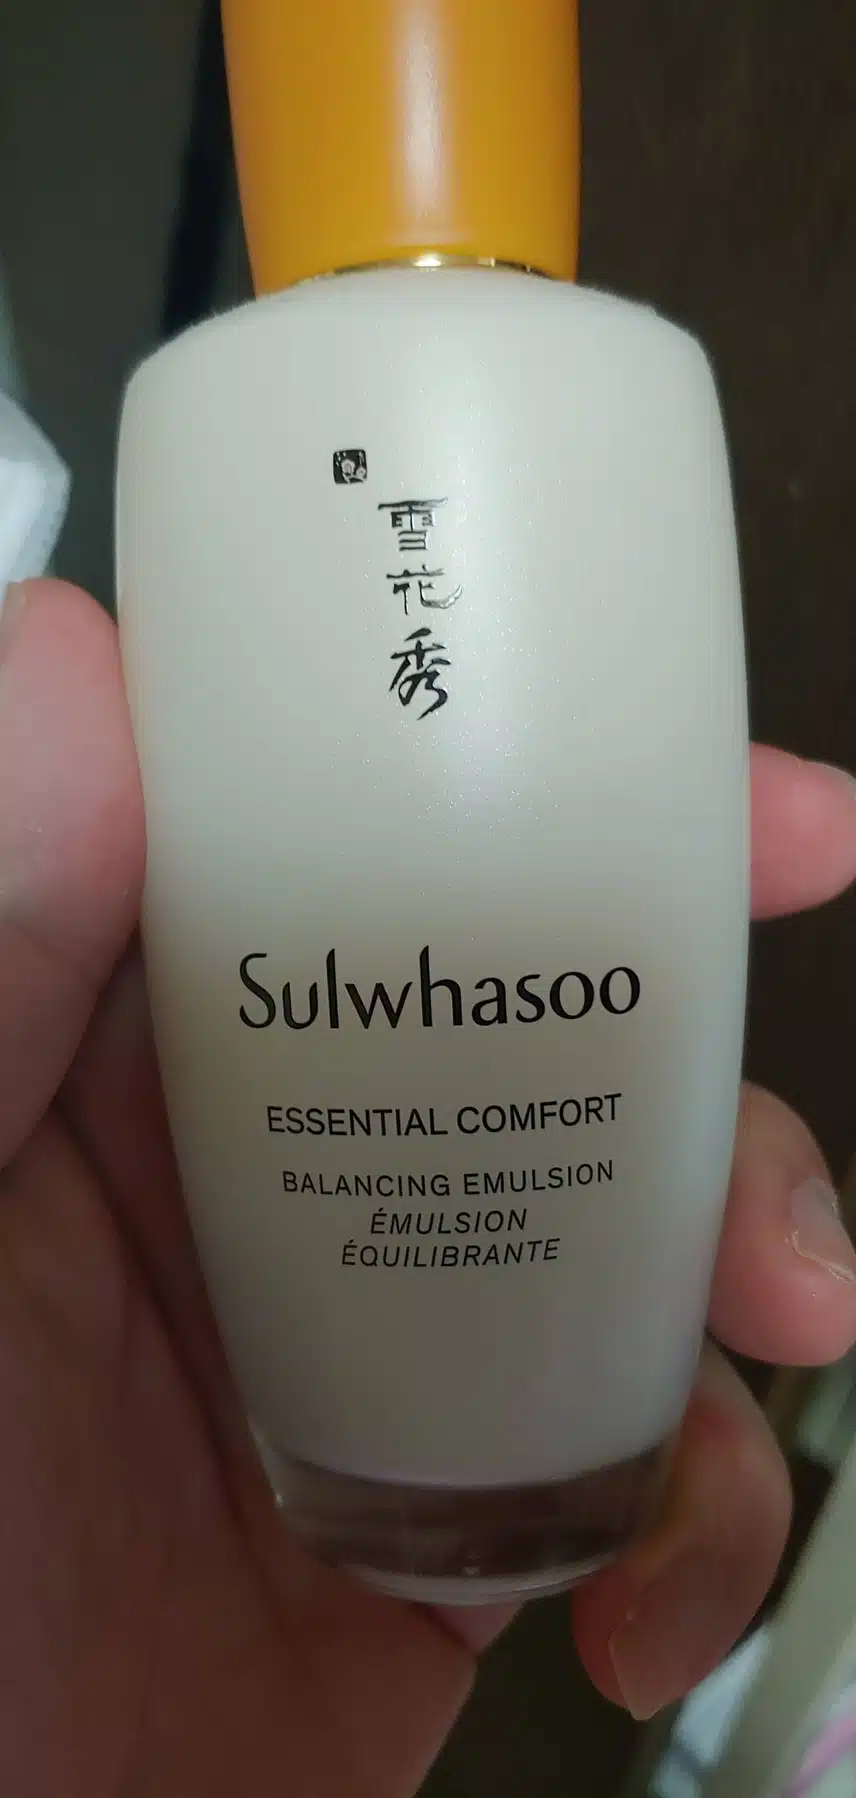 雪花秀
Sulwhasoo
ESSENTIAL COMFORT
BALANCING EMULSION
ÉMULSION
ÉQUILIBRANTE